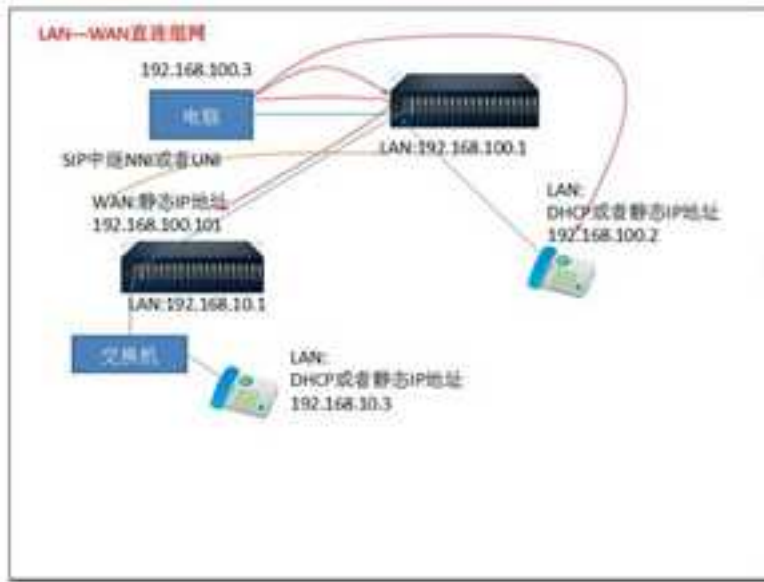 LAN—WAN直连组网
192.168.100.3
电脑
LAN:192.168.100.1
SIP中继NNI或者UNI
WAN:静态IP地址
192.168.100.101
LAN:
DHCP或者静态IP地址
192.168.100.2
LAN:192.168.10.1
交换机
LAN:
DHCP或者静态IP地址
192.168.10.3